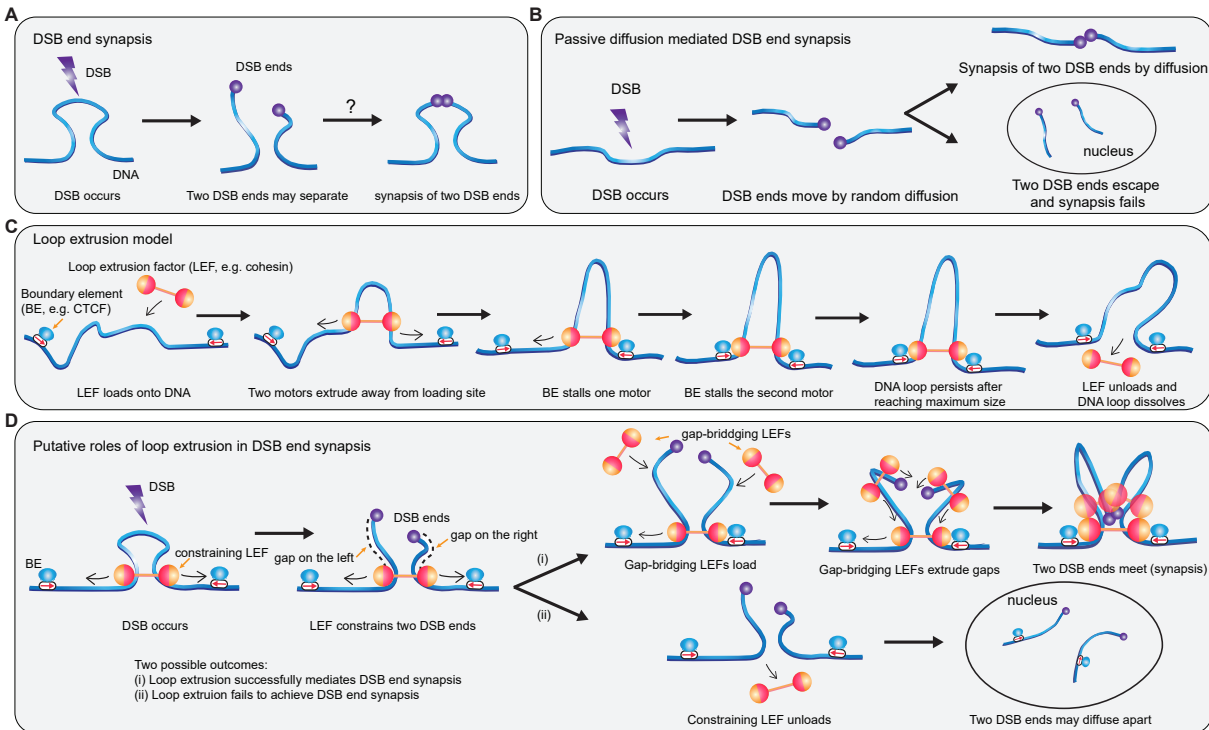 A
DSB end synapsis
DSB
DSB ends
?
DNA
DSB occurs
Two DSB ends may separate
synapsis of two DSB ends
B
Passive diffusion mediated DSB end synapsis
DSB
DSB occurs
DSB ends move by random diffusion
Synapsis of two DSB ends by diffusion
nucleus
Two DSB ends escape
and synapsis fails
C
Loop extrusion model
Loop extrusion factor (LEF, e.g. cohesin)
Boundary element
(BE, e.g. CTCF)
LEF loads onto DNA
Two motors extrude away from loading site
BE stalls one motor
BE stalls the second motor
DNA loop persists after
reaching maximum size
LEF unloads and
DNA loop dissolves
D
Putative roles of loop extrusion in DSB end synapsis
DSB
constraining LEF
BE
DSB occurs
DSB ends
gap on the left
gap on the right
LEF constrains two DSB ends
(i)
(ii)
gap-briddging LEFs
Gap-bridging LEFs load
Gap-bridging LEFs extrude gaps
Two DSB ends meet (synapsis)
Constraining LEF unloads
nucleus
Two DSB ends may diffuse apart
Two possible outcomes:
(i) Loop extrusion successfully mediates DSB end synapsis
(ii) Loop extruion fails to achieve DSB end synapsis